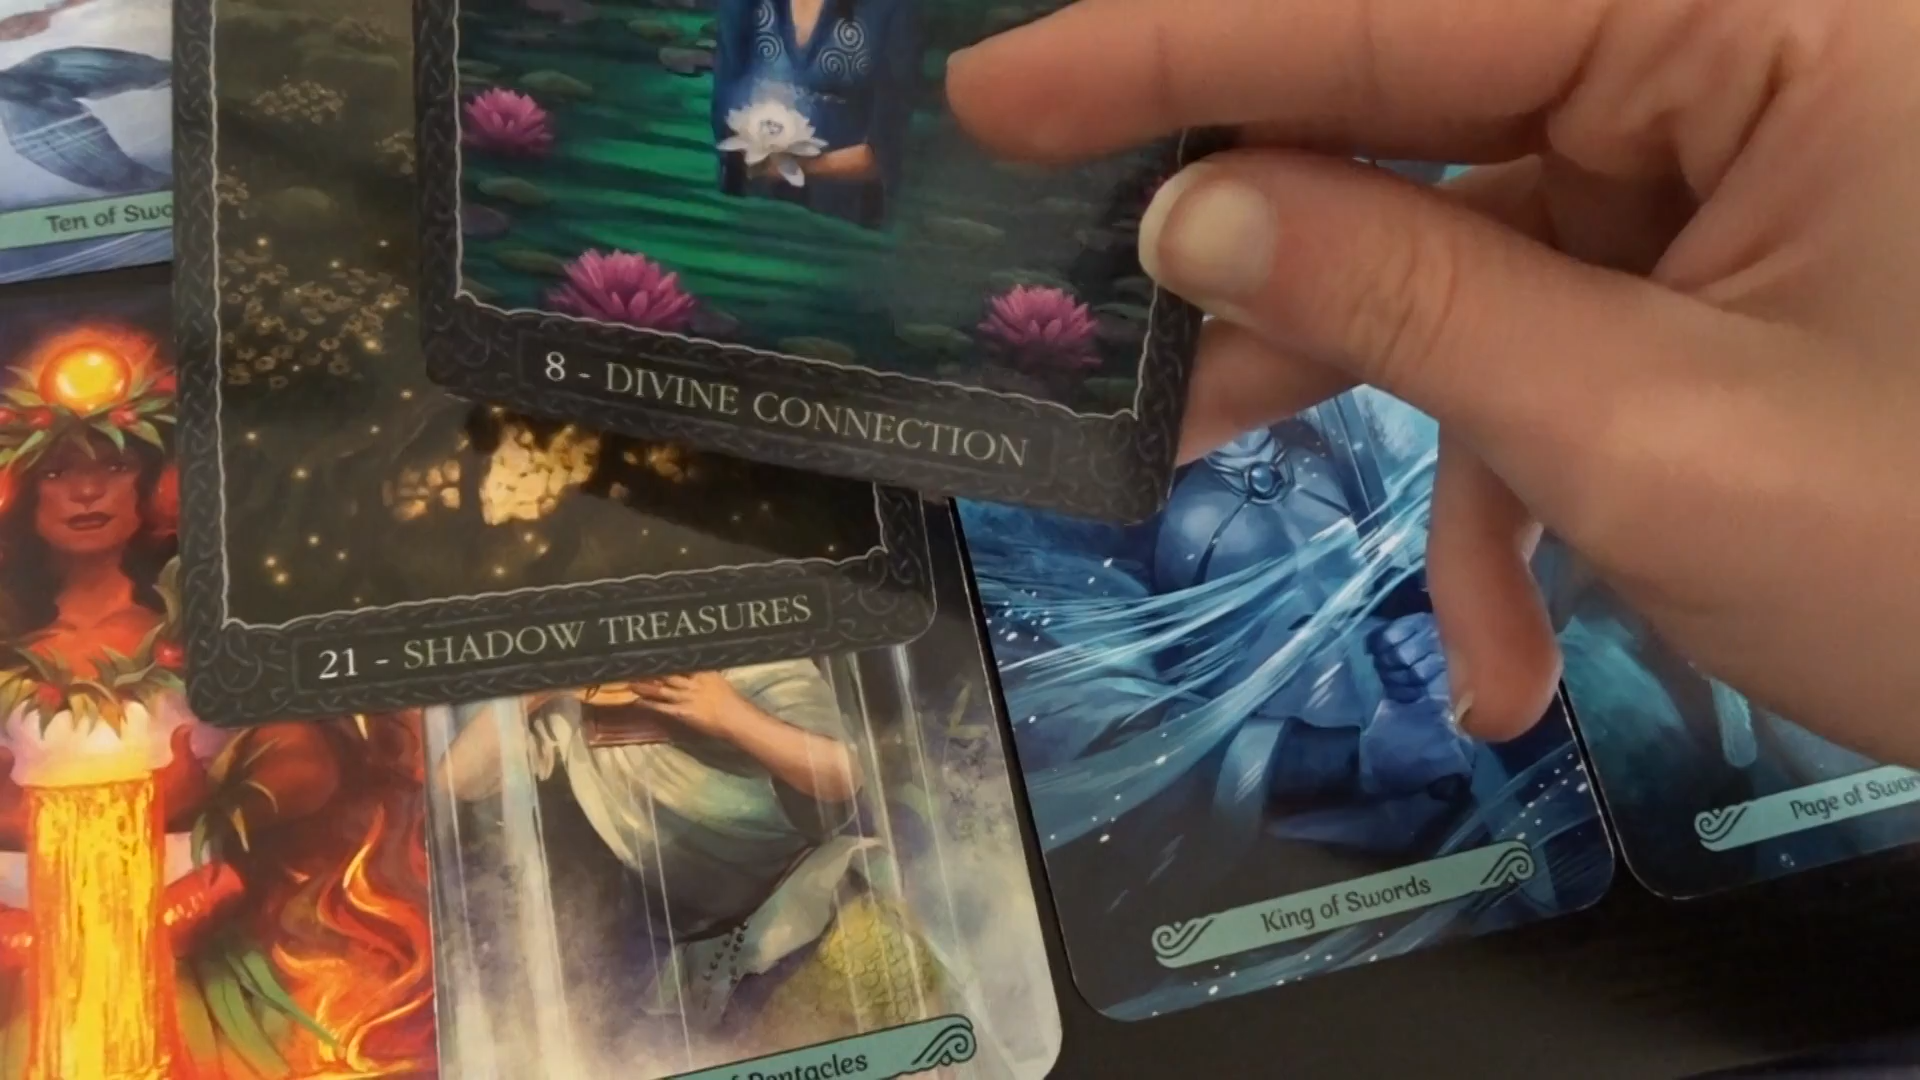 Ten of Swo
8 - DIVINE CONNECTION
21 - SHADOW TREASURES
Page of Swor
King of Swords
of Pentacles